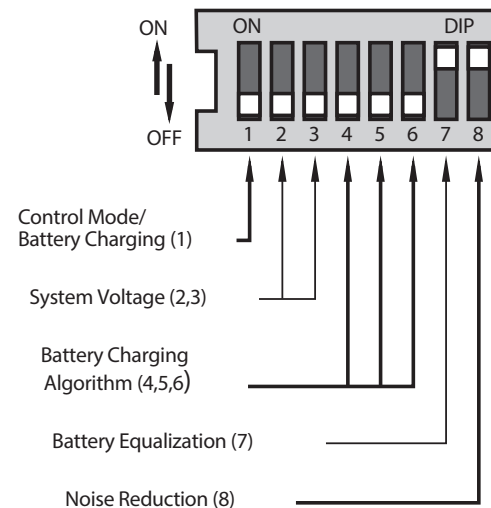 ON
OFF
ON DIP
1 2 3 4 5 6 7 8
Control Mode/
Battery Charging (1)
System Voltage (2,3)
Battery Charging
Algorithm (4,5,6)
Battery Equalization (7)
Noise Reduction (8)